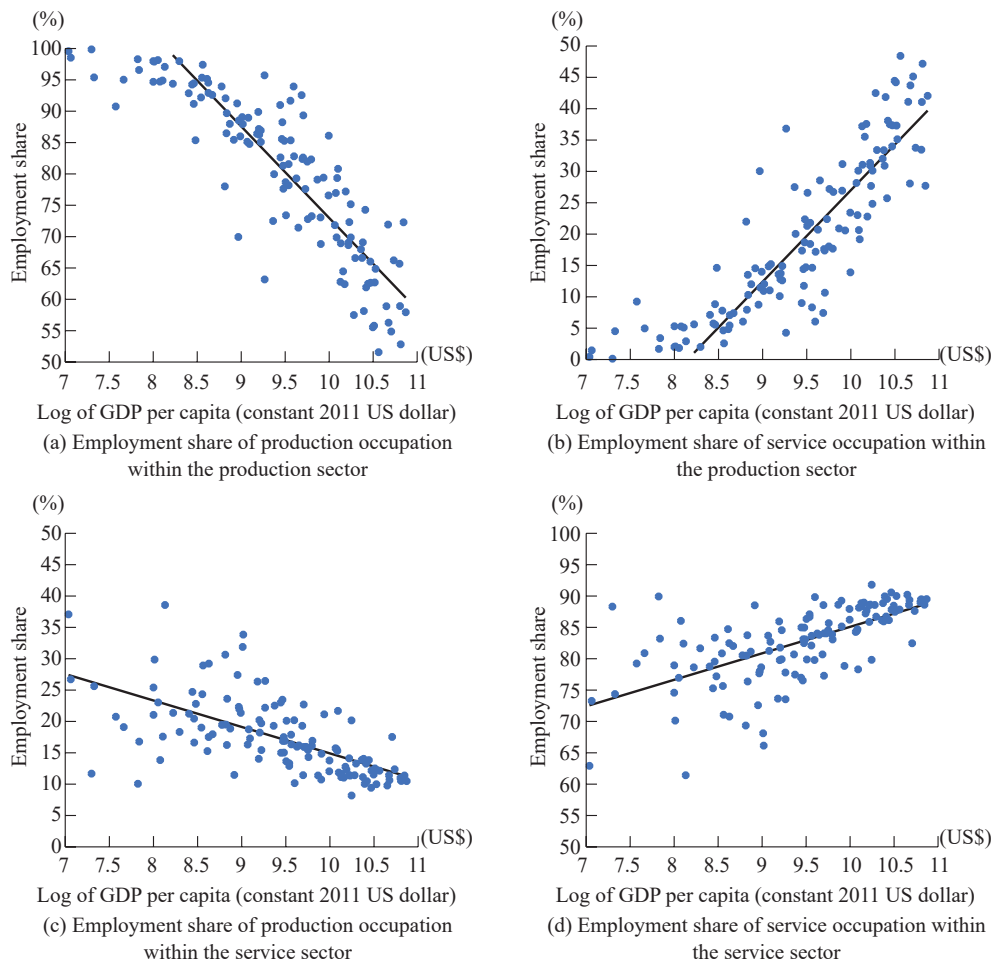 (%)
100
95
90
85
80
75
70
65
60
55
50
Employment share
7 7.5 8 8.5 9 9.5 10 10.5 11
(US$)
Log of GDP per capita (constant 2011 US dollar)
(a) Employment share of production occupation
within the production sector
(%)
50
45
40
35
30
25
20
15
10
5
0
Employment share
7 7.5 8 8.5 9 9.5 10 10.5 11
(US$)
Log of GDP per capita (constant 2011 US dollar)
(b) Employment share of service occupation within
the production sector
(%)
50
45
40
35
30
25
20
15
10
5
0
Employment share
7 7.5 8 8.5 9 9.5 10 10.5 11
(US$)
Log of GDP per capita (constant 2011 US dollar)
(c) Employment share of production occupation
within the service sector
(%)
100
95
90
85
80
75
70
65
60
55
50
Employment share
7 7.5 8 8.5 9 9.5 10 10.5 11
(US$)
Log of GDP per capita (constant 2011 US dollar)
(d) Employment share of service occupation within
the service sector